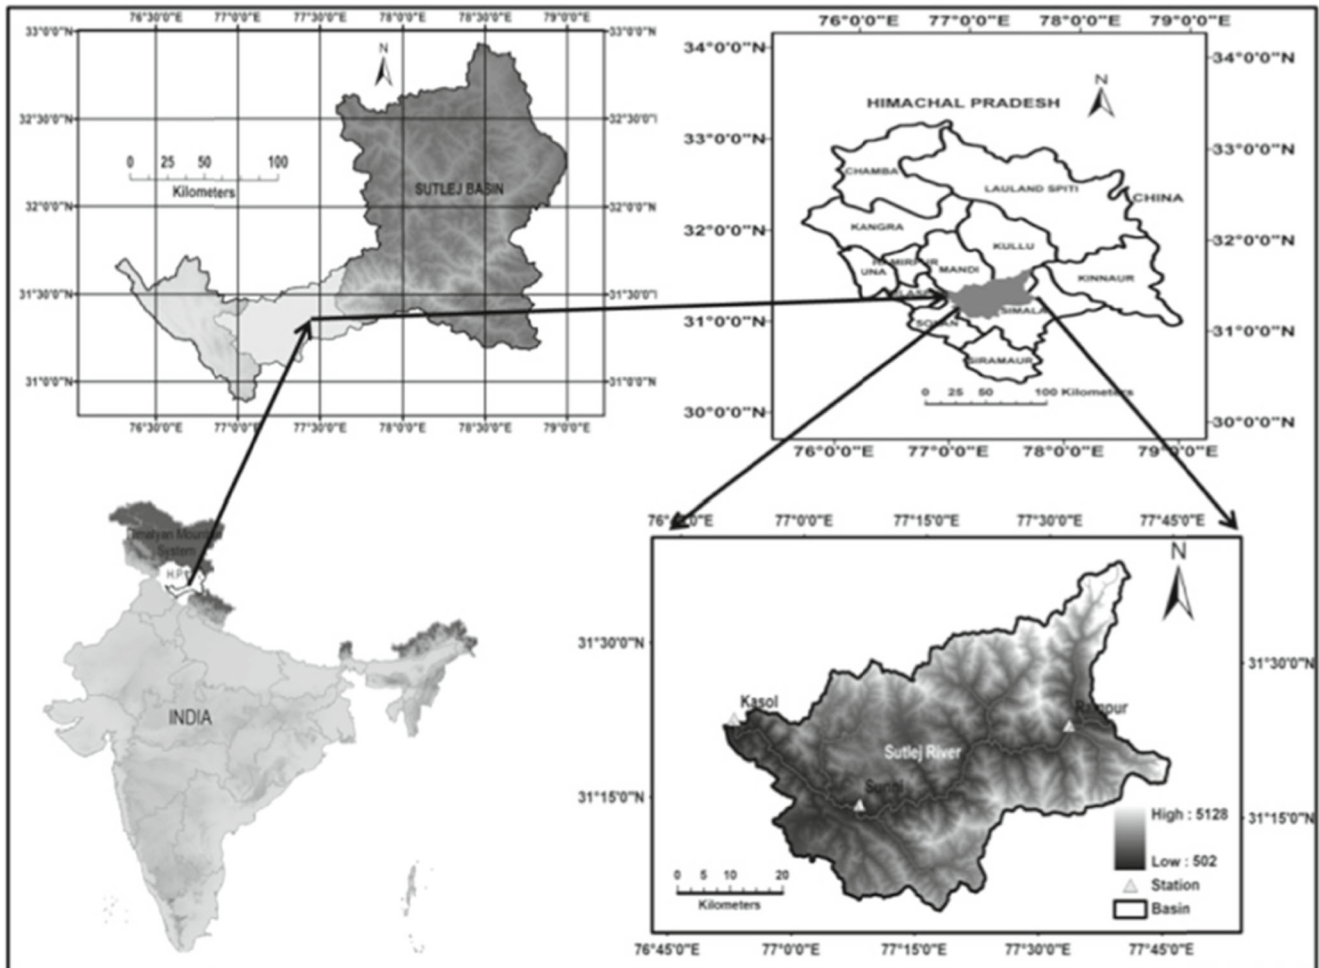 76°30'0"E 77°0'0"E 77°30'0"E 78°0'0"E 78°30'0"E 79°0'0"E
33°0'0"N 33°0'0"N
N
32°30'0"N 32°30'0"
0 25 50 100
Kilometers
SUTLEJ BASIN
32°0'0"N 32°0'0"N
31°30'0"N 31°30'0"N
31°0'0"N 31°0'0"N
76°30'0"E 77°0'0"E 77°30'0"E 78°0'0"E 78°30'0"E 79°0'0"E
76°0'0"E 77°0'0"E 78°0'0"E 79°0'0"E
34°0'0"N 34°0'0"N
N
HIMACHAL PRADESH
33°0'0"N 33°0'0"N
CHAMBA
LAULAND SPITI
CHINA
32°0'0"N 32°0'0"N
KANGRA
KULLU
HAMIRPUR
UNA
MANDI
KINNAUR
SIMALA
31°0'0"N 31°0'0"N
SOLAN
SIRAMAUR
0 25 50 100 Kilometers
30°0'0"N 30°0'0"N
76°0'0"E 77°0'0"E 78°0'0"E 79°0'0"E
System
H.P
INDIA
77°0'0"E 77°15'0"E 77°30'0"E 77°45'0"E
N
31°30'0"N 31°30'0"N
Kasol
Rampur
Sutlej River
31°15'0"N 31°15'0"N
High : 5128
Low : 502
Station
Basin
0 5 10 20
Kilometers
76°45'0"E 77°0'0"E 77°15'0"E 77°30'0"E 77°45'0"E